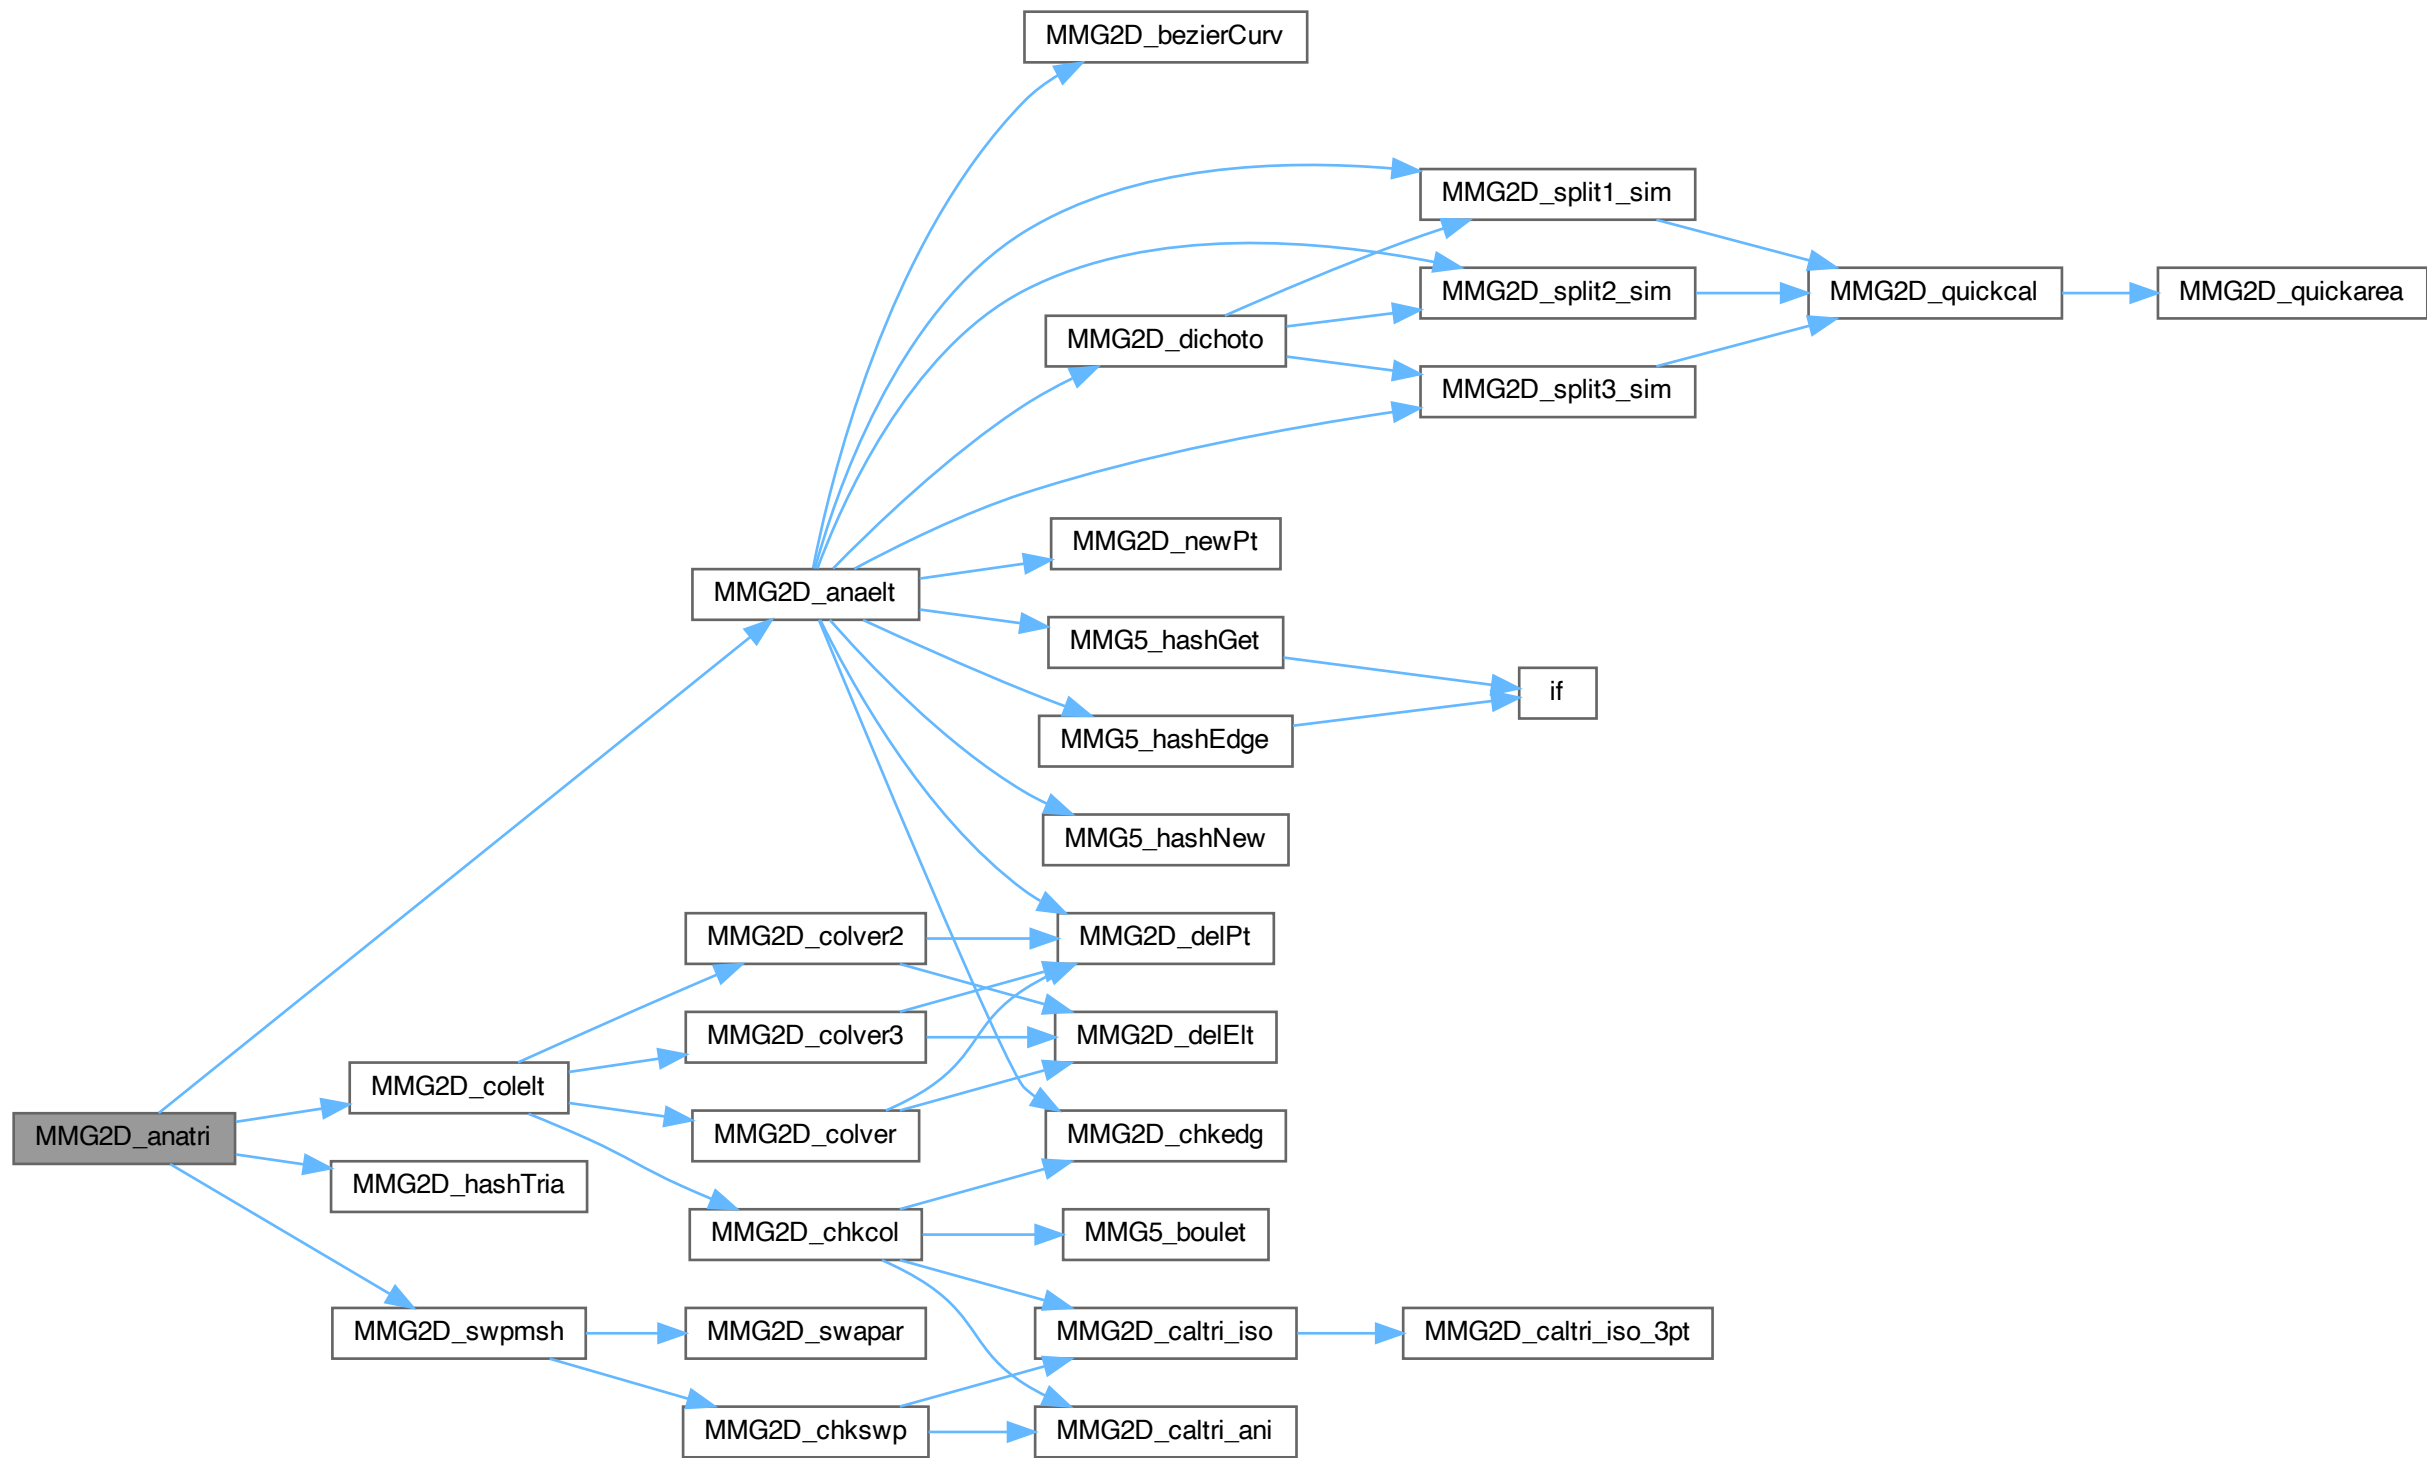 MMG2D_bezierCurv
MMG2D_split1_sim
MMG2D_split2_sim
MMG2D_quickcal
MMG2D_quickarea
MMG2D_dichoto
MMG2D_split3_sim
MMG2D_newPt
MMG2D_anaelt
MMG5_hashGet
if
MMG5_hashEdge
MMG5_hashNew
MMG2D_colver2
MMG2D_delPt
MMG2D_colver3
MMG2D_delElt
MMG2D_colelt
MMG2D_anatri
MMG2D_colver
MMG2D_chkedg
MMG2D_hashTria
MMG2D_chkcol
MMG5_boulet
MMG2D_swpmsh
MMG2D_swapar
MMG2D_caltri_iso
MMG2D_caltri_iso_3pt
MMG2D_chkswp
MMG2D_caltri_ani